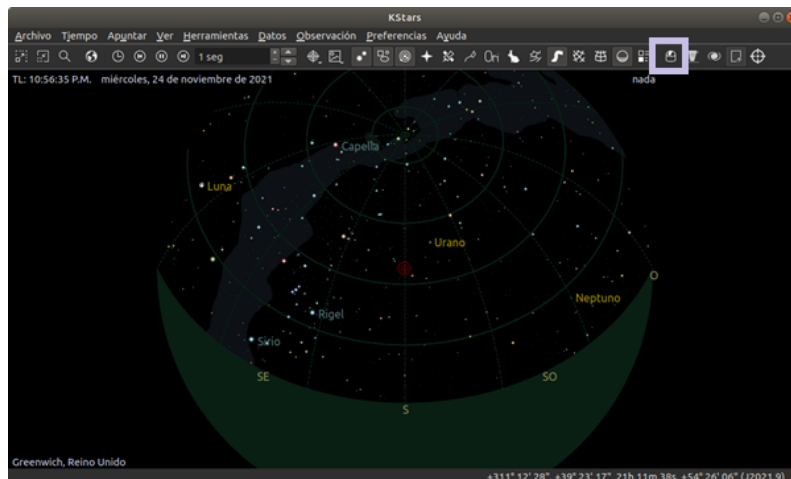 KStars
Archivo Tiempo Apuntar Ver Herramientas Datos Observación Preferencias Ayuda
1 seg
TL: 10:56:35 P.M. miércoles, 24 de noviembre de 2021
nada
Capella
Luna
Urano
O
Neptuno
Rigel
Sirio
SE
SO
S
Greenwich, Reino Unido
+311° 12' 28" +39° 23' 17" 21h 11m 38s +54° 26' 06" (J2021.9)